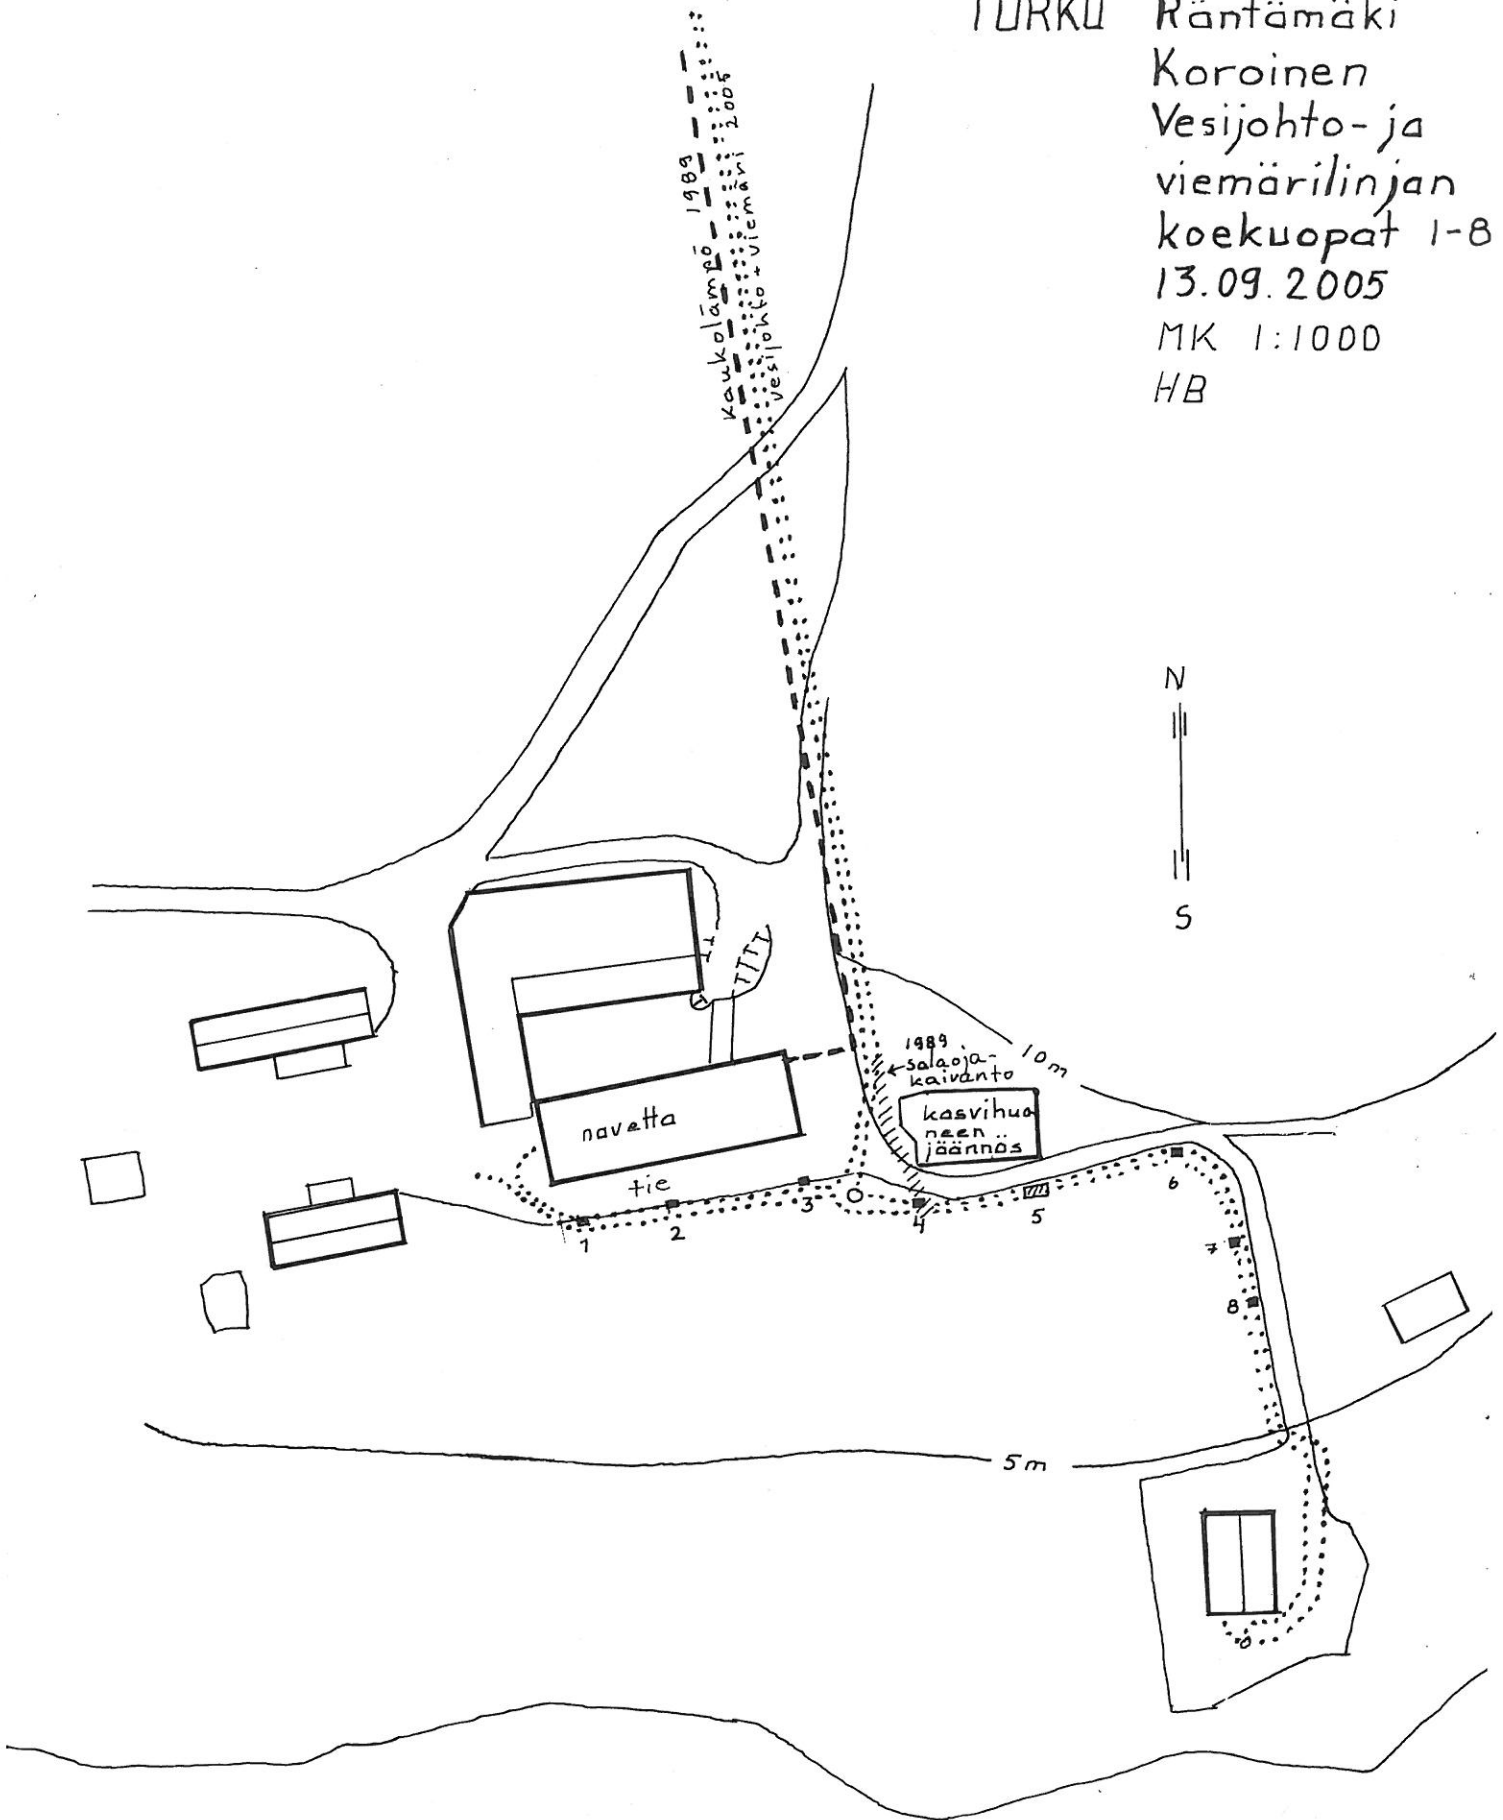 TURKU Räntämäki
Koroinen
Vesijohto- ja
viemärilinjan
koekuopat 1-8
13.09.2005
MK 1:1000
HB
Kaukolämpö 1989
vesijohto + viemäri 2005
N
S
1989
salaoja-
kaivanto
10m
kasvihuo
neen
jäännös
navetta
tie
1
2
3
4
5
6
7
8
5m